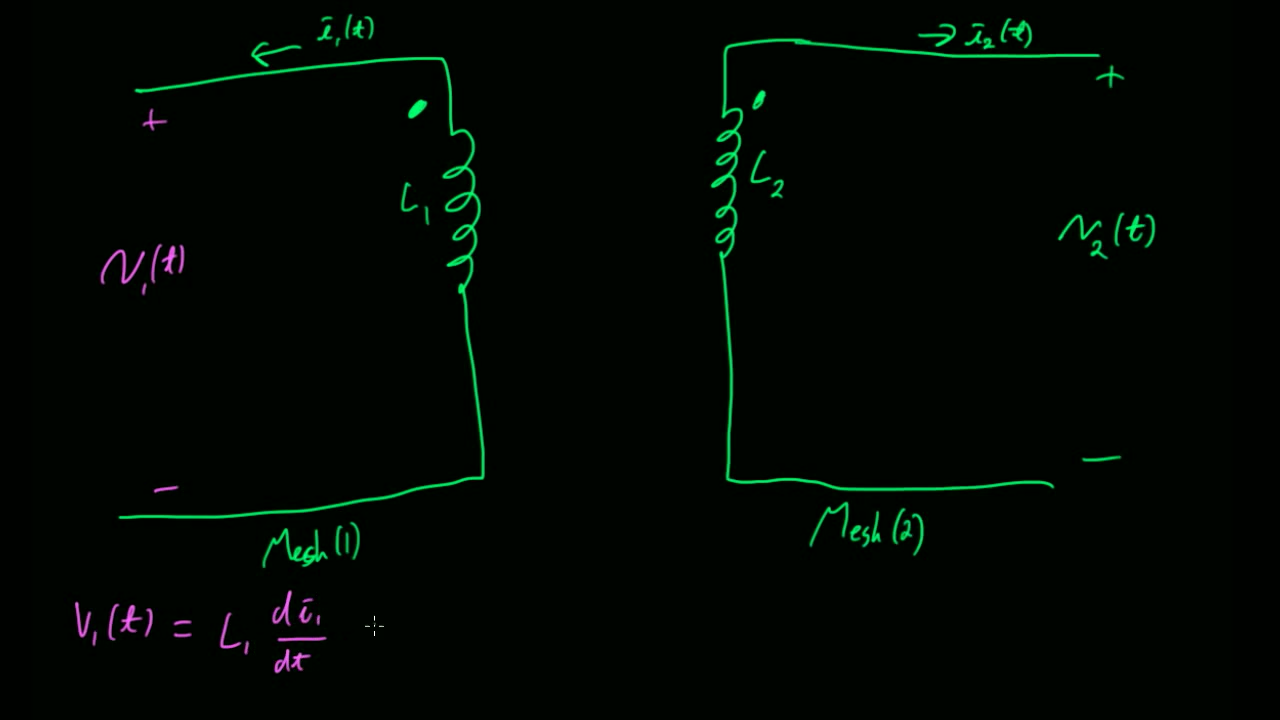 i₁(t)
i₂(t)
+
+
L₁
L₂
v₁(t)
v₂(t)
−
−
Mesh(1)
Mesh(2)
V₁(t) = L₁ di₁/dt